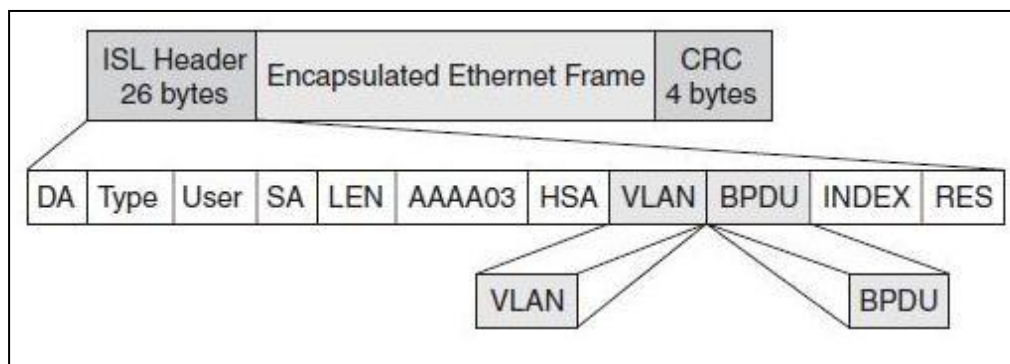 ISL Header
26 bytes
Encapsulated Ethernet Frame
CRC
4 bytes
DA Type User SA LEN AAAA03 HSA VLAN BPDU INDEX RES
VLAN BPDU